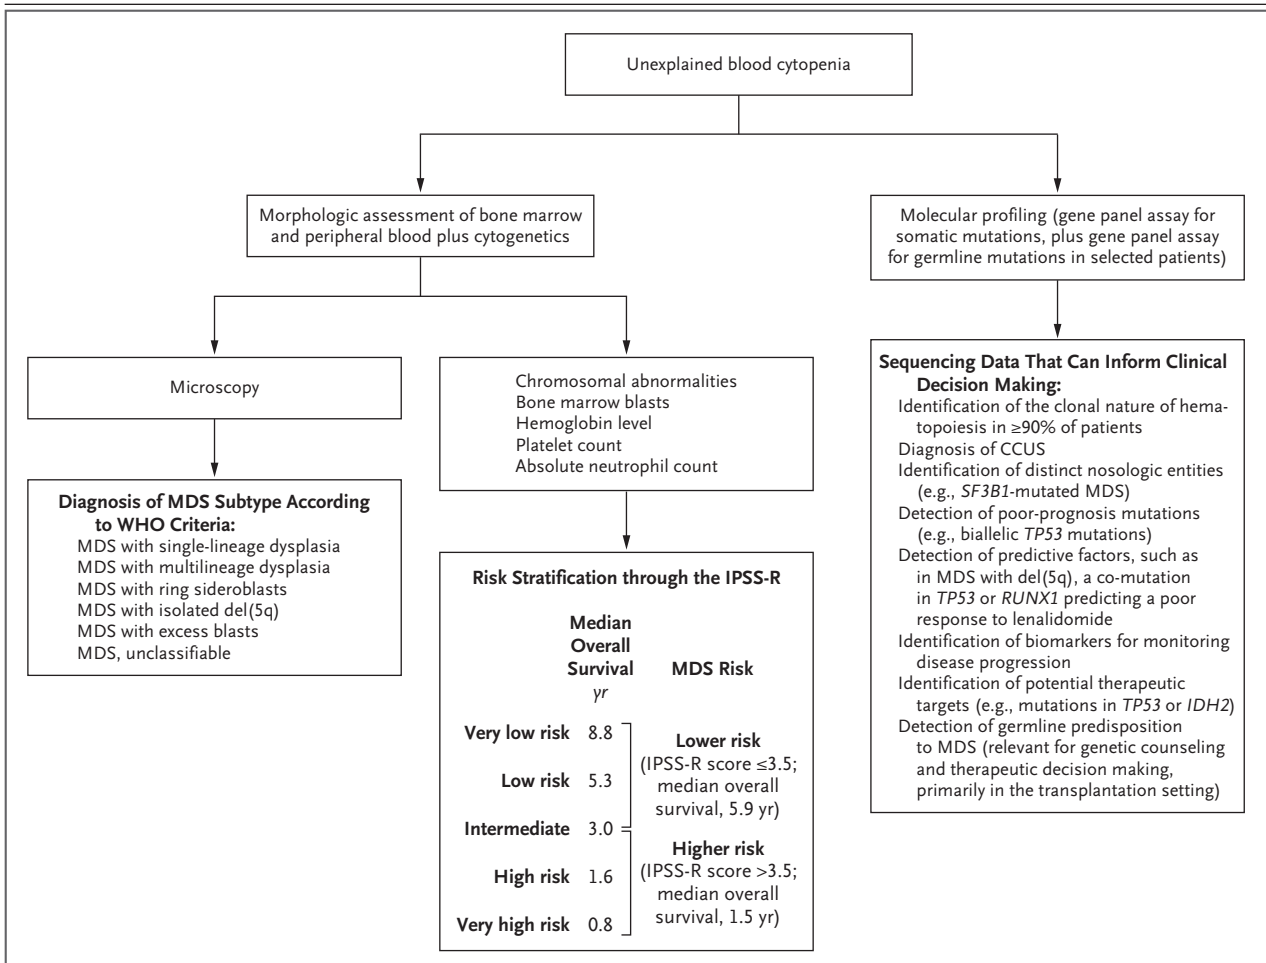 Unexplained blood cytopenia
Morphologic assessment of bone marrow
and peripheral blood plus cytogenetics
Molecular profiling (gene panel assay for
somatic mutations, plus gene panel assay
for germline mutations in selected patients)
Microscopy
Chromosomal abnormalities
Bone marrow blasts
Hemoglobin level
Platelet count
Absolute neutrophil count
Diagnosis of MDS Subtype According
to WHO Criteria:
MDS with single-lineage dysplasia
MDS with multilineage dysplasia
MDS with ring sideroblasts
MDS with isolated del(5q)
MDS with excess blasts
MDS, unclassifiable
Risk Stratification through the IPSS-R
Median
Overall
Survival
MDS Risk
yr
Very low risk 8.8
Low risk 5.3
Intermediate 3.0
High risk 1.6
Very high risk 0.8
Lower risk
(IPSS-R score ≤3.5;
median overall
survival, 5.9 yr)
Higher risk
(IPSS-R score >3.5;
median overall
survival, 1.5 yr)
Sequencing Data That Can Inform Clinical
Decision Making:
Identification of the clonal nature of hema-
topoiesis in ≥90% of patients
Diagnosis of CCUS
Identification of distinct nosologic entities
(e.g., SF3B1-mutated MDS)
Detection of poor-prognosis mutations
(e.g., biallelic TP53 mutations)
Detection of predictive factors, such as
in MDS with del(5q), a co-mutation
in TP53 or RUNX1 predicting a poor
response to lenalidomide
Identification of biomarkers for monitoring
disease progression
Identification of potential therapeutic
targets (e.g., mutations in TP53 or IDH2)
Detection of germline predisposition
to MDS (relevant for genetic counseling
and therapeutic decision making,
primarily in the transplantation setting)